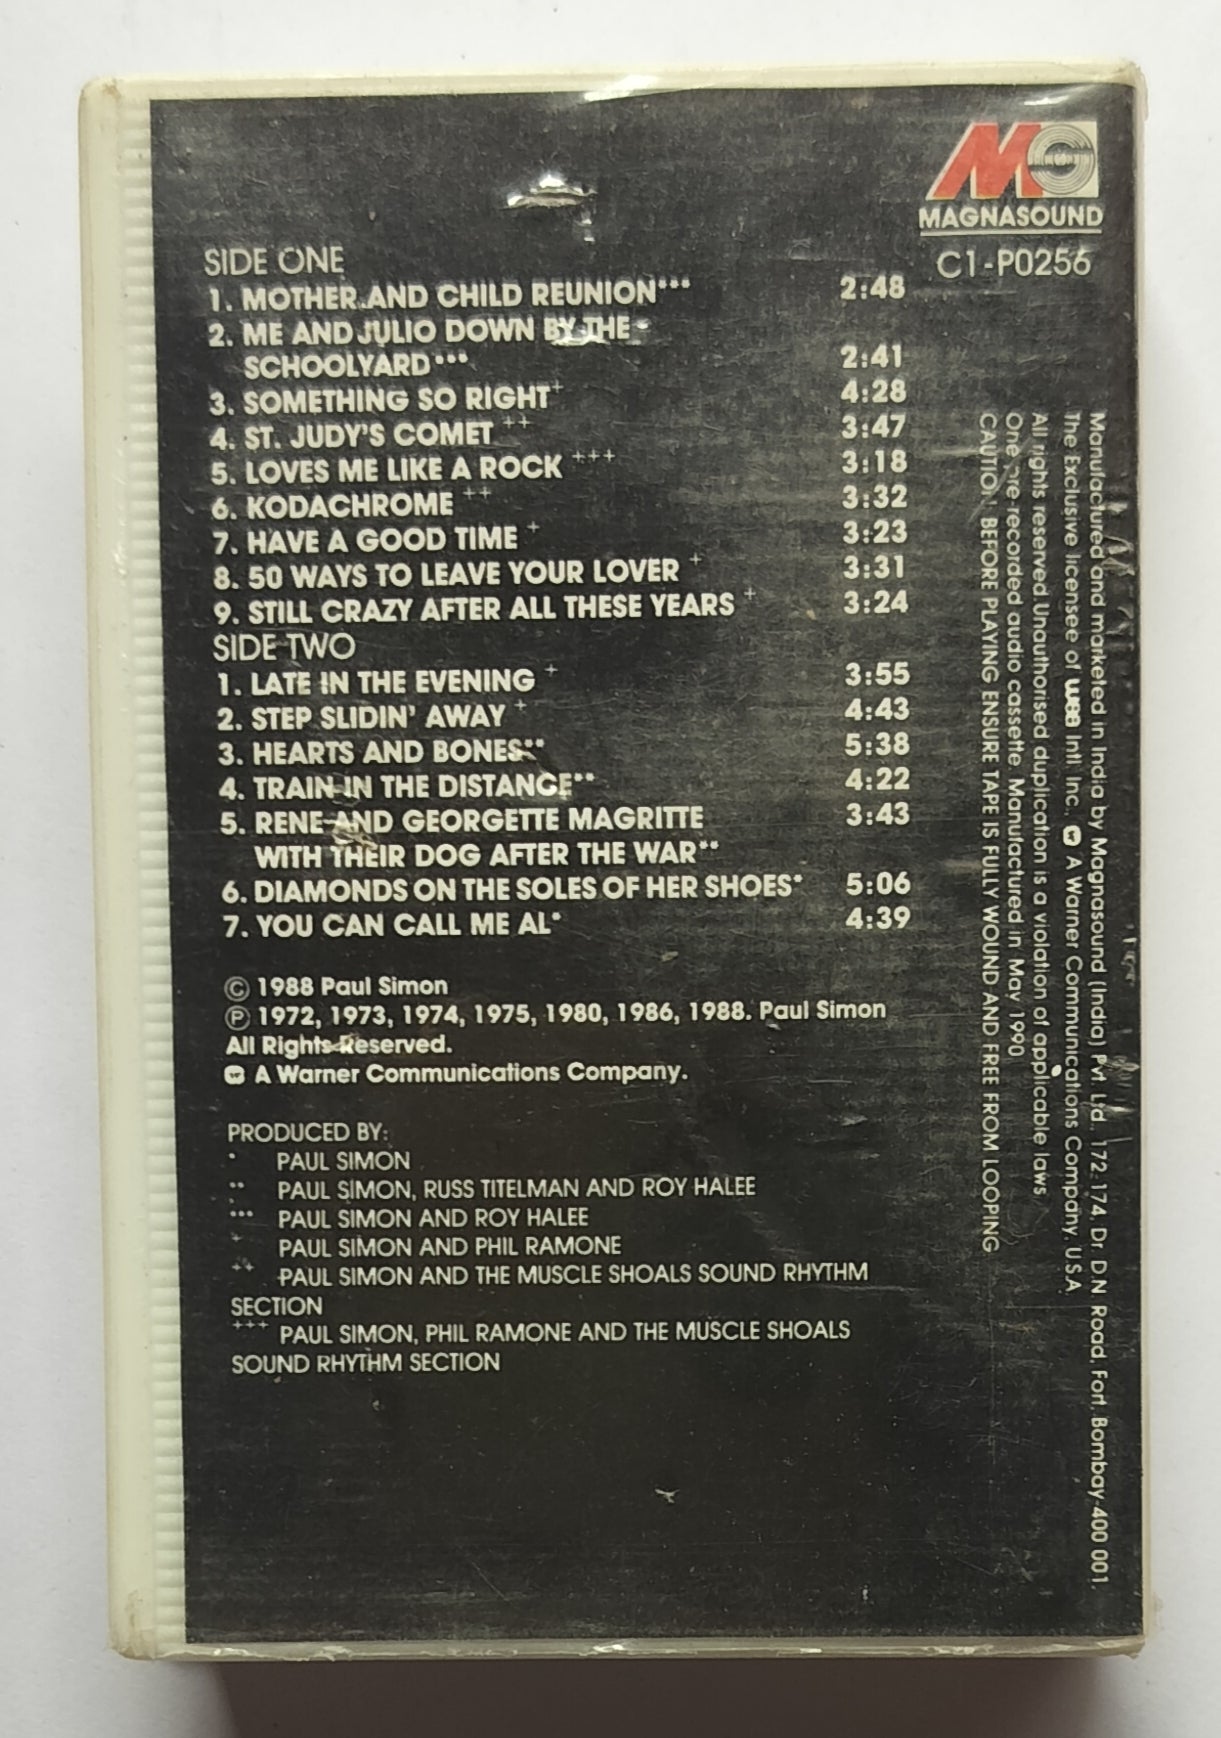 MG
MAGNASOUND
C1-P0256
SIDE ONE
1. MOTHER AND CHILD REUNION••• 2:48
2. ME AND JULIO DOWN BY THE
SCHOOLYARD••• 2:41
3. SOMETHING SO RIGHT+ 4:28
4. ST. JUDY'S COMET ++ 3:47
5. LOVES ME LIKE A ROCK +++ 3:18
6. KODACHROME ++ 3:32
7. HAVE A GOOD TIME + 3:23
8. 50 WAYS TO LEAVE YOUR LOVER + 3:31
9. STILL CRAZY AFTER ALL THESE YEARS + 3:24
SIDE TWO
1. LATE IN THE EVENING + 3:55
2. STEP SLIDIN' AWAY + 4:43
3. HEARTS AND BONES•• 5:38
4. TRAIN IN THE DISTANCE•• 4:22
5. RENE AND GEORGETTE MAGRITTE 3:43
WITH THEIR DOG AFTER THE WAR••
6. DIAMONDS ON THE SOLES OF HER SHOES• 5:06
7. YOU CAN CALL ME AL• 4:39
© 1988 Paul Simon
℗ 1972, 1973, 1974, 1975, 1980, 1986, 1988. Paul Simon
All Rights Reserved.
A Warner Communications Company.
PRODUCED BY:
• PAUL SIMON
•• PAUL SIMON, RUSS TITELMAN AND ROY HALEE
••• PAUL SIMON AND ROY HALEE
+ PAUL SIMON AND PHIL RAMONE
++ PAUL SIMON AND THE MUSCLE SHOALS SOUND RHYTHM
SECTION
+++ PAUL SIMON, PHIL RAMONE AND THE MUSCLE SHOALS
SOUND RHYTHM SECTION
Manufactured and marketed in India by Magnasound (India) Pvt Ltd., 172-174, Dr. D.N. Road, Fort, Bombay-400 001.
The Exclusive licensee of wea Intl. Inc., A Warner Communications Company, U.S.A.
All rights reserved. Unauthorised duplication is a violation of applicable laws.
One pre-recorded audio cassette. Manufactured in May 1990
CAUTION: BEFORE PLAYING ENSURE TAPE IS FULLY WOUND AND FREE FROM LOOPING